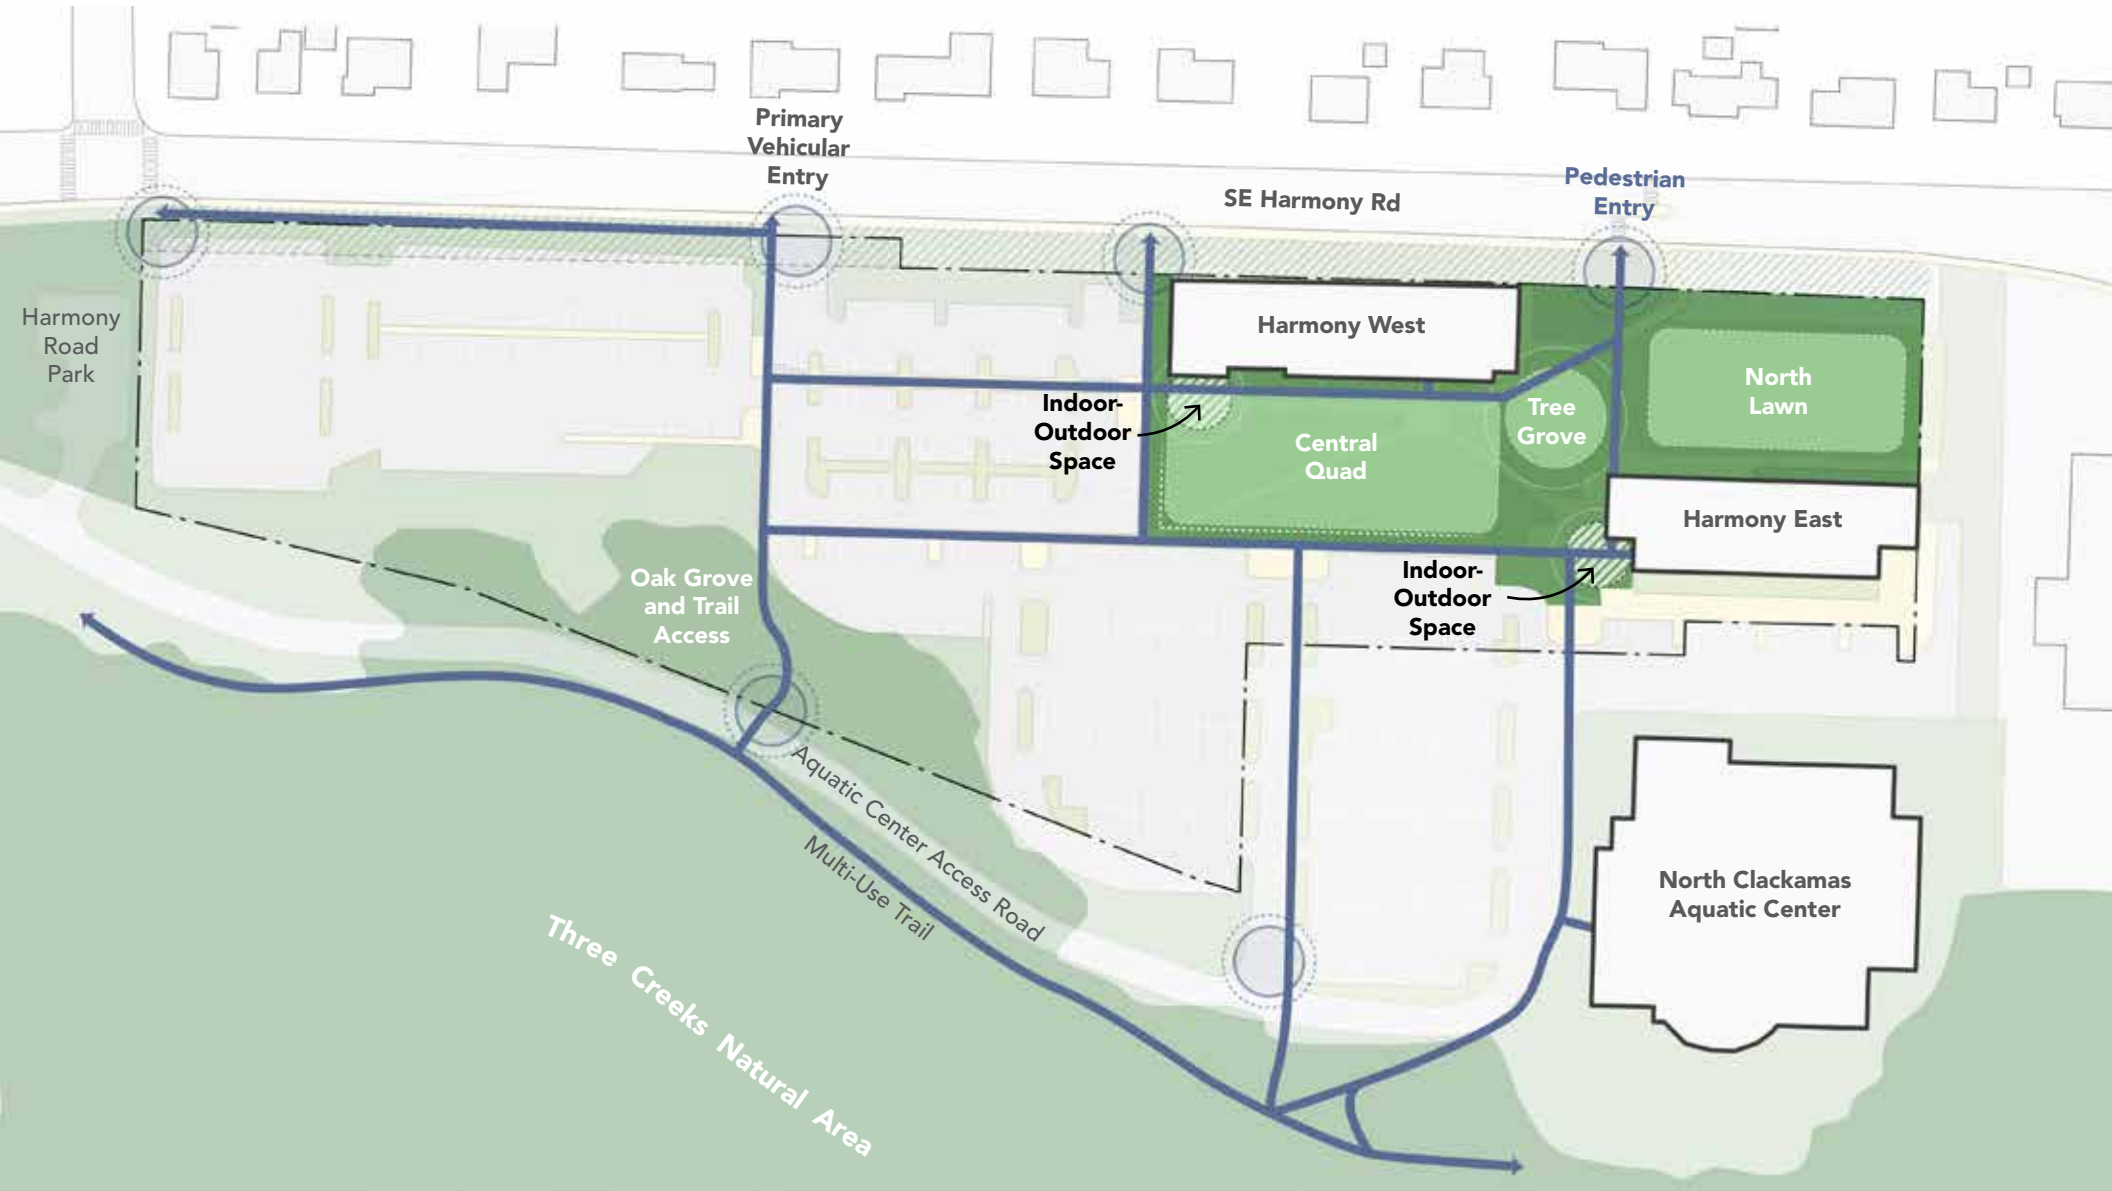 Primary
Vehicular
Entry
SE Harmony Rd
Pedestrian
Entry
Harmony
Road
Park
Harmony West
North
Lawn
Indoor-
Outdoor
Space
Tree
Grove
Central
Quad
Harmony East
Oak Grove
and Trail
Access
Indoor-
Outdoor
Space
Aquatic Center Access Road
Multi-Use Trail
North Clackamas
Aquatic Center
Three Creeks Natural Area